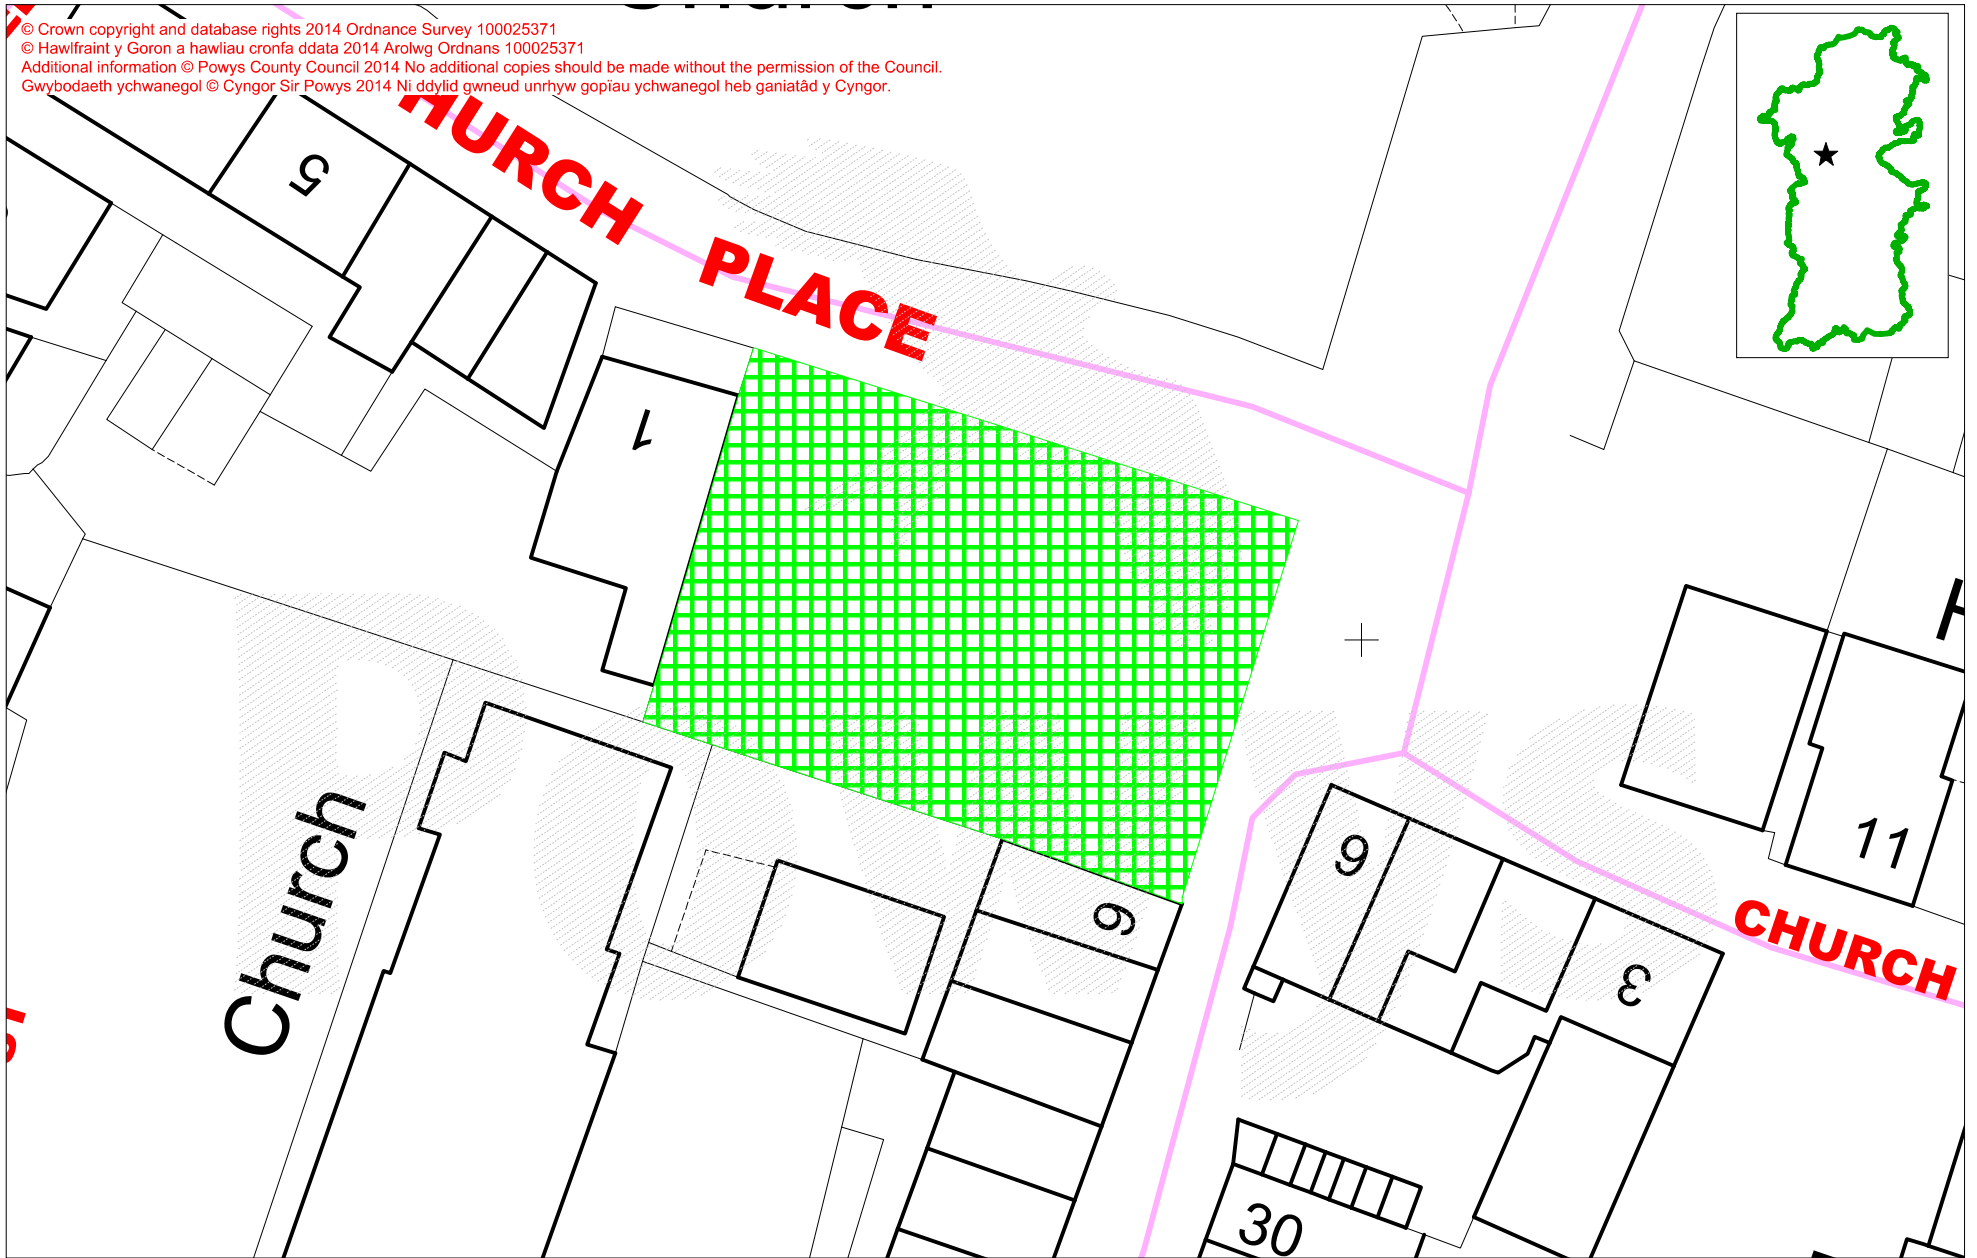 © Crown copyright and database rights 2014 Ordnance Survey 100025371
© Hawlfraint y Goron a hawliau cronfa ddata 2014 Arolwg Ordnans 100025371
Additional information © Powys County Council 2014 No additional copies should be made without the permission of the Council.
Gwybodaeth ychwanegol © Cyngor Sir Powys 2014 Ni ddylid gwneud unrhyw gopïau ychwanegol heb ganiatâd y Cyngor.
Church
HURCH PLACE
5
1
Church
6
6
3
11
CHURCH
30
POWYS